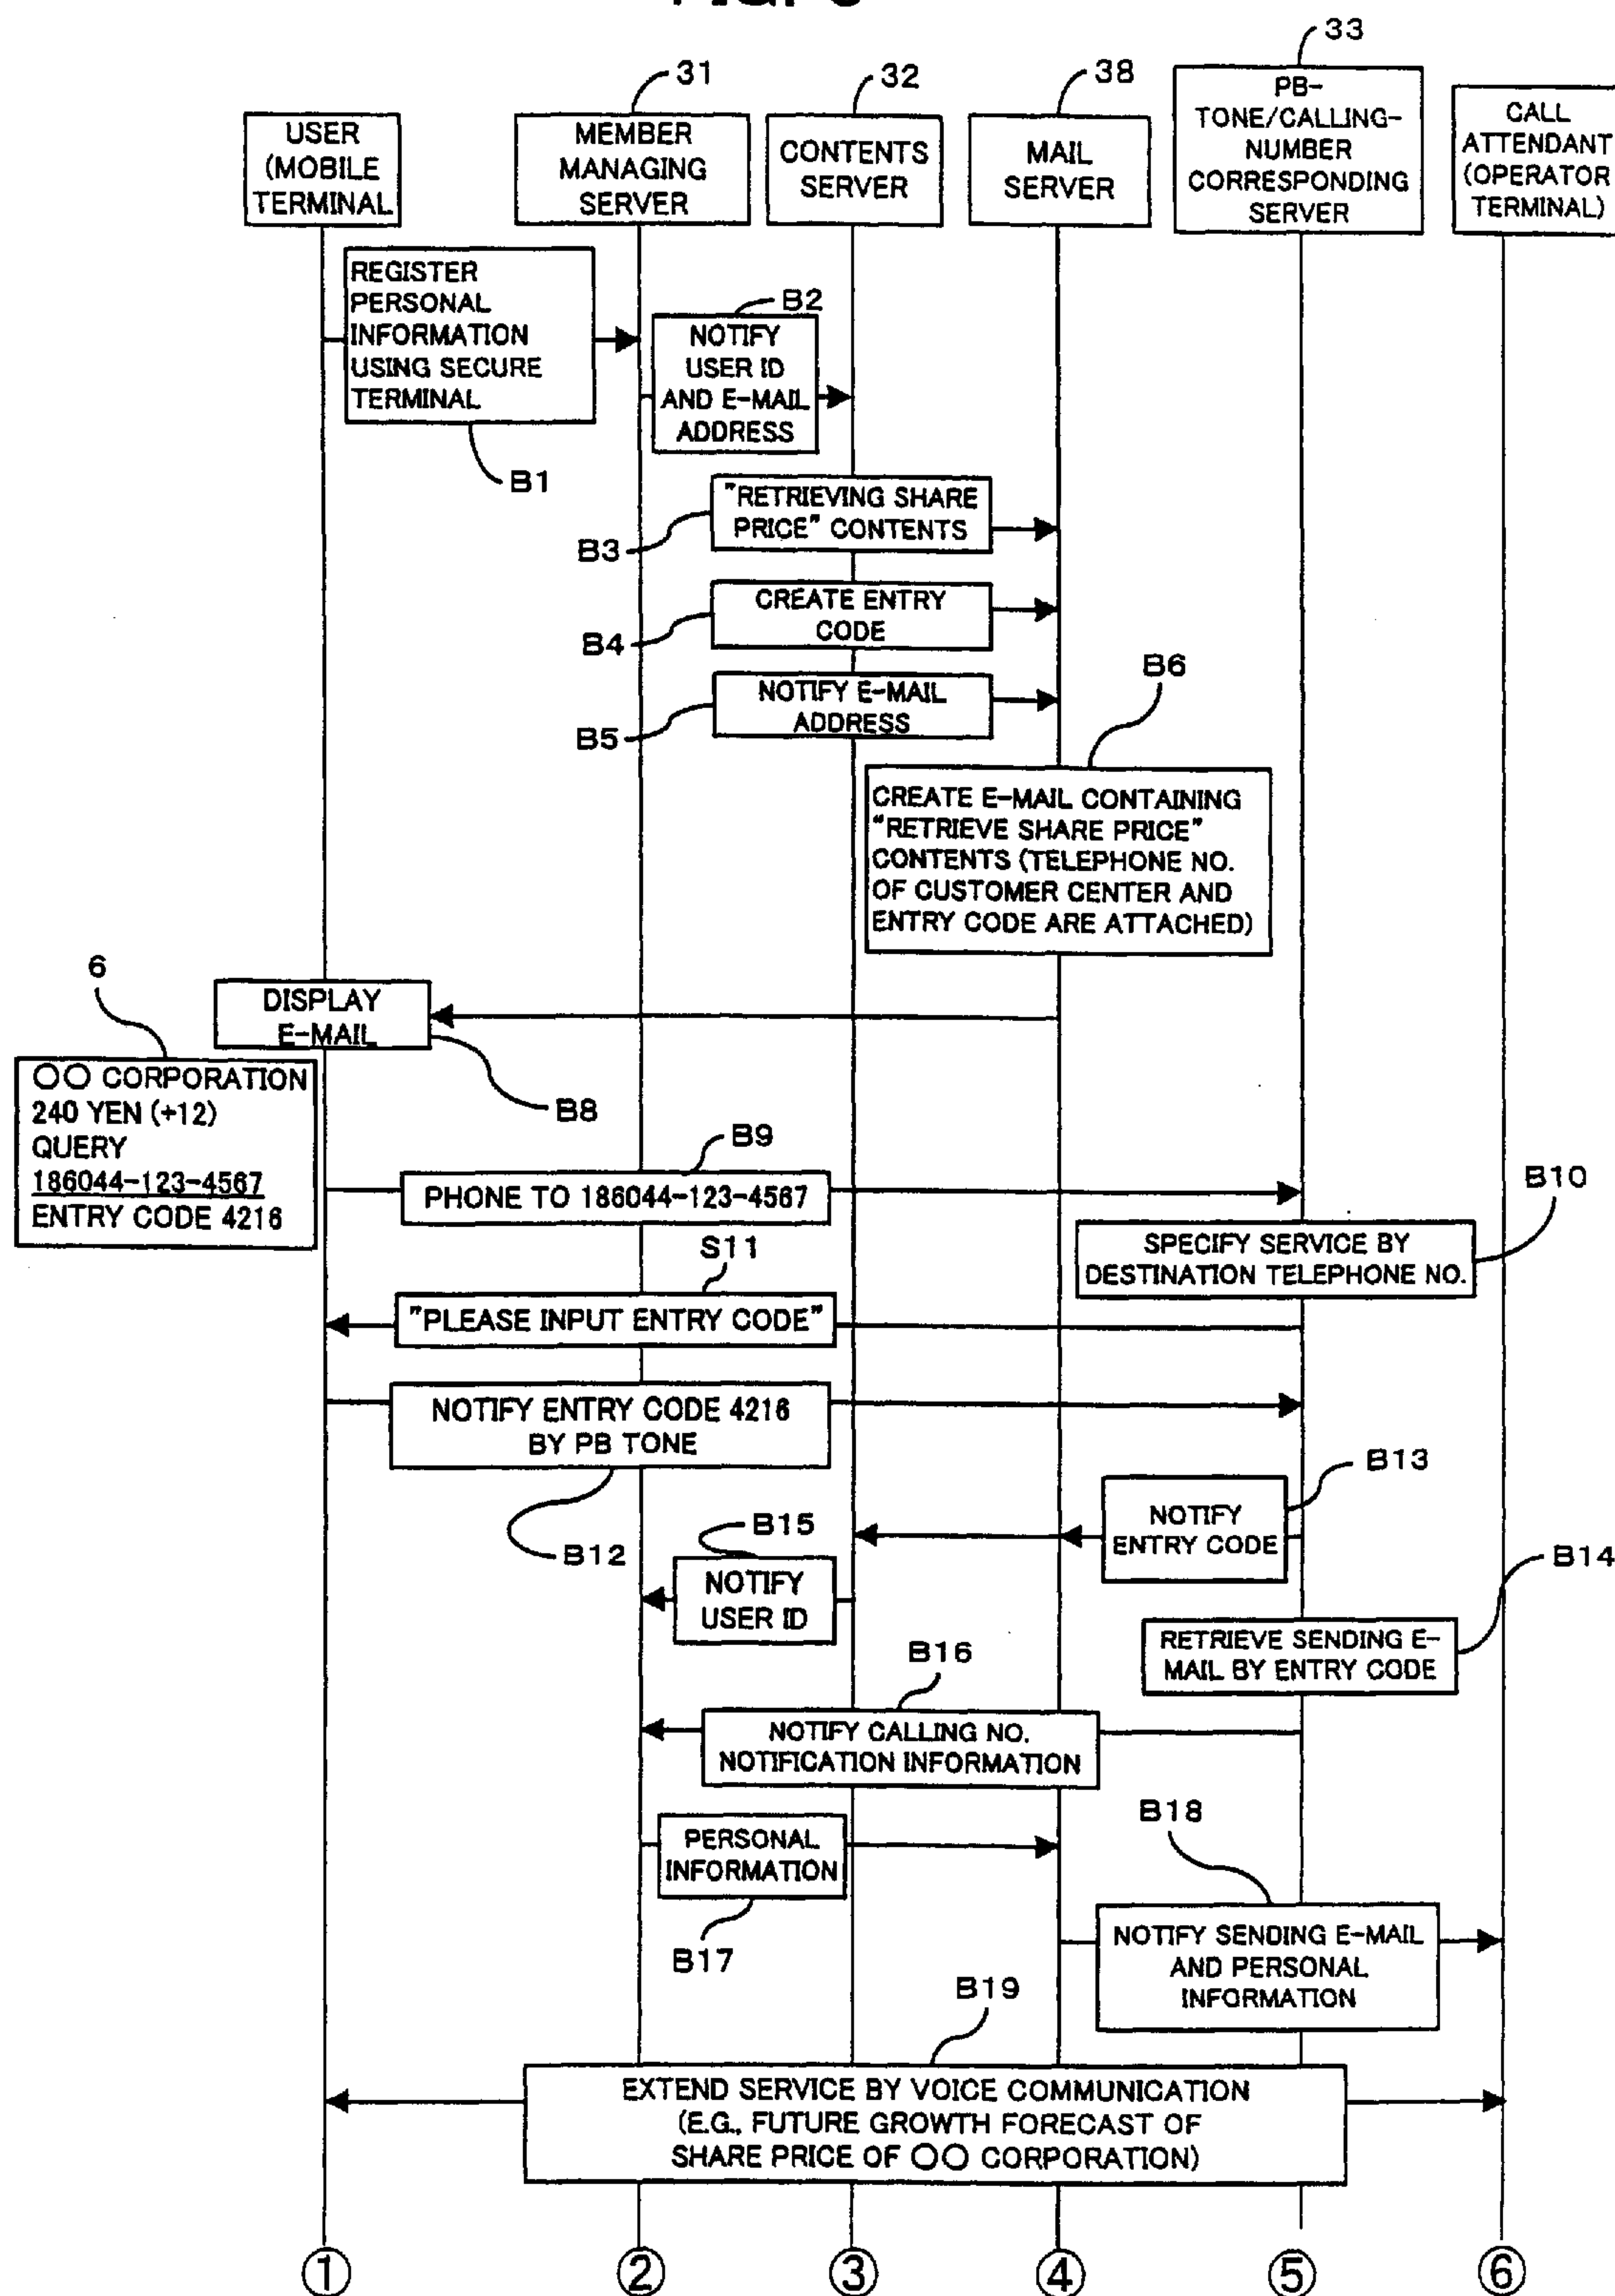 33
31
32
38
USER
(MOBILE
TERMINAL
MEMBER
MANAGING
SERVER
CONTENTS
SERVER
MAIL
SERVER
PB-
TONE/CALLING-
NUMBER
CORRESPONDING
SERVER
CALL
ATTENDANT
(OPERATOR
TERMINAL)
REGISTER
PERSONAL
INFORMATION
USING SECURE
TERMINAL
B1
B2
NOTIFY
USER ID
AND E-MAIL
ADDRESS
"RETRIEVING SHARE
PRICE" CONTENTS
B3
CREATE ENTRY
CODE
B4
NOTIFY E-MAIL
ADDRESS
B5
B6
CREATE E-MAIL CONTAINING
"RETRIEVE SHARE PRICE"
CONTENTS (TELEPHONE NO.
OF CUSTOMER CENTER AND
ENTRY CODE ARE ATTACHED)
6
DISPLAY
E-MAIL
B8
○○ CORPORATION
240 YEN (+12)
QUERY
186044-123-4567
ENTRY CODE 4216
B9
PHONE TO 186044-123-4567
B10
SPECIFY SERVICE BY
DESTINATION TELEPHONE NO.
S11
"PLEASE INPUT ENTRY CODE"
NOTIFY ENTRY CODE 4216
BY PB TONE
B12
B13
NOTIFY
ENTRY CODE
B15
NOTIFY
USER ID
B14
RETRIEVE SENDING E-
MAIL BY ENTRY CODE
B16
NOTIFY CALLING NO.
NOTIFICATION INFORMATION
PERSONAL
INFORMATION
B17
B18
NOTIFY SENDING E-MAIL
AND PERSONAL
INFORMATION
B19
EXTEND SERVICE BY VOICE COMMUNICATION
(E.G., FUTURE GROWTH FORECAST OF
SHARE PRICE OF ○○ CORPORATION)
① ② ③ ④ ⑤ ⑥